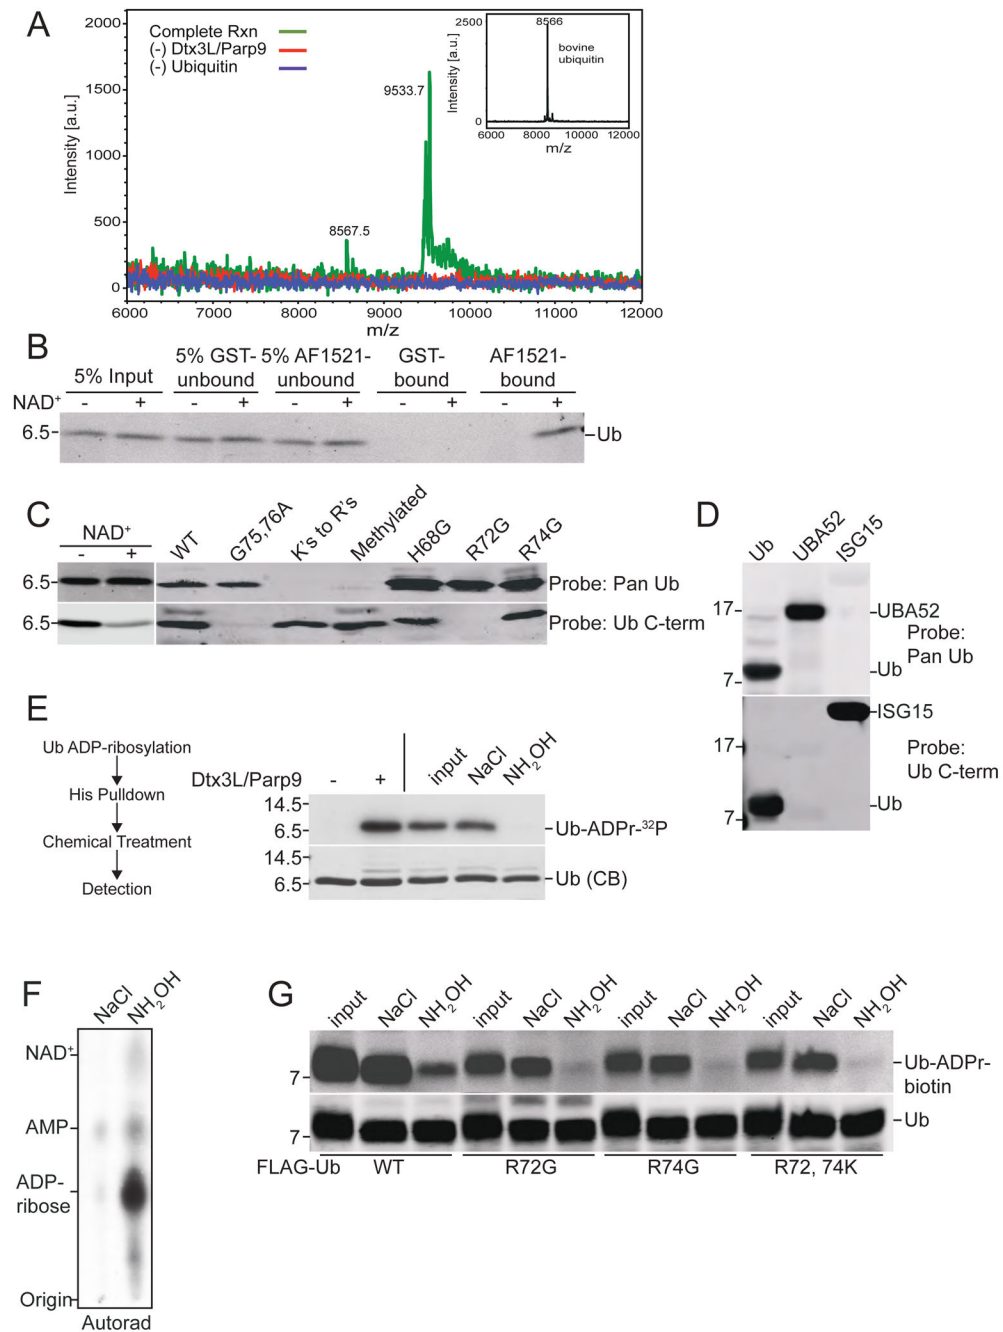 A
Complete Rxn
(-) Dtx3L/Parp9
(-) Ubiquitin
Intensity [a.u.]
2000
1500
1000
500
0
6000 7000 8000 9000 10000 11000 12000
m/z
9533.7
8567.5
2500
0
8566
bovine
ubiquitin
Intensity [a.u.]
6000 8000 10000 12000
m/z
B
5% Input
5% GST-
unbound
5% AF1521-
unbound
GST-
bound
AF1521-
bound
NAD+ - + - + - + - + - +
6.5-
-Ub
C
NAD+
- +
WT
G75,76A
K's to R's
Methylated
H68G
R72G
R74G
6.5-
Probe: Pan Ub
6.5-
Probe: Ub C-term
D
Ub
UBA52
ISG15
17-
-UBA52
Probe:
Pan Ub
7-
-Ub
-ISG15
17-
Probe:
Ub C-term
7-
-Ub
E
Ub ADP-ribosylation
His Pulldown
Chemical Treatment
Detection
Dtx3L/Parp9 - +
input
NaCl
NH2OH
14.5-
6.5-
-Ub-ADPr-32P
14.5-
6.5-
-Ub (CB)
F
NaCl
NH2OH
NAD+
AMP
ADP-
ribose
Origin
Autorad
G
input
NaCl
NH2OH
input
NaCl
NH2OH
input
NaCl
NH2OH
input
NaCl
NH2OH
7-
-Ub-ADPr-
biotin
7-
-Ub
FLAG-Ub WT R72G R74G R72, 74K